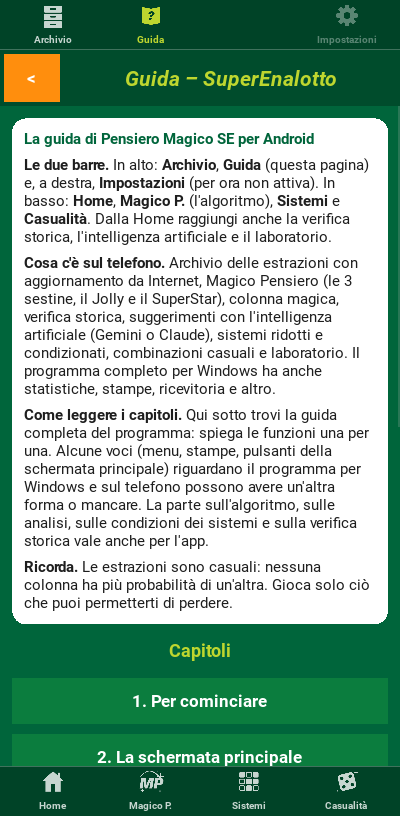 Archivio
Guida
Impostazioni
<
Guida – SuperEnalotto
La guida di Pensiero Magico SE per Android
Le due barre. In alto: Archivio, Guida (questa pagina)
e, a destra, Impostazioni (per ora non attiva). In
basso: Home, Magico P. (l'algoritmo), Sistemi e
Casualità. Dalla Home raggiungi anche la verifica
storica, l'intelligenza artificiale e il laboratorio.
Cosa c'è sul telefono. Archivio delle estrazioni con
aggiornamento da Internet, Magico Pensiero (le 3
sestine, il Jolly e il SuperStar), colonna magica,
verifica storica, suggerimenti con l'intelligenza
artificiale (Gemini o Claude), sistemi ridotti e
condizionati, combinazioni casuali e laboratorio. Il
programma completo per Windows ha anche
statistiche, stampe, ricevitoria e altro.
Come leggere i capitoli. Qui sotto trovi la guida
completa del programma: spiega le funzioni una per
una. Alcune voci (menu, stampe, pulsanti della
schermata principale) riguardano il programma per
Windows e sul telefono possono avere un'altra
forma o mancare. La parte sull'algoritmo, sulle
analisi, sulle condizioni dei sistemi e sulla verifica
storica vale anche per l'app.
Ricorda. Le estrazioni sono casuali: nessuna
colonna ha più probabilità di un'altra. Gioca solo ciò
che puoi permetterti di perdere.
Capitoli
1. Per cominciare
2. La schermata principale
MP
Home
Magico P.
Sistemi
Casualità